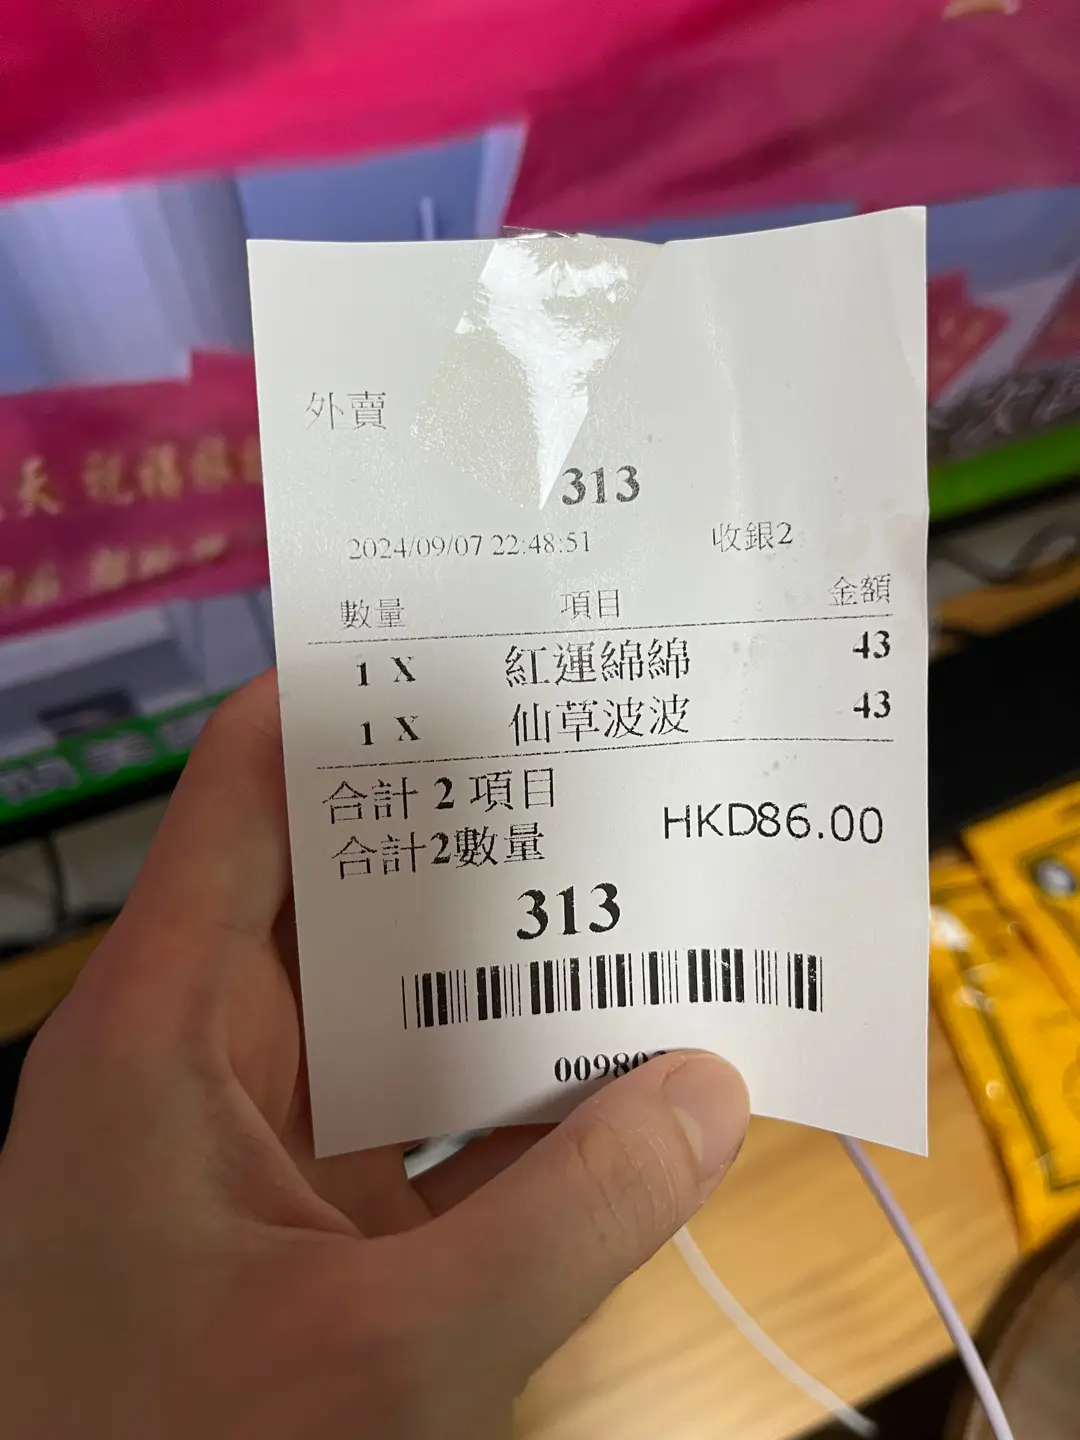 外賣
313
2024/09/07 22:48:51 收銀2
數量 項目 金額
1 X 紅運綿綿 43
1 X 仙草波波 43
合計 2 項目
合計2數量 HKD86.00
313